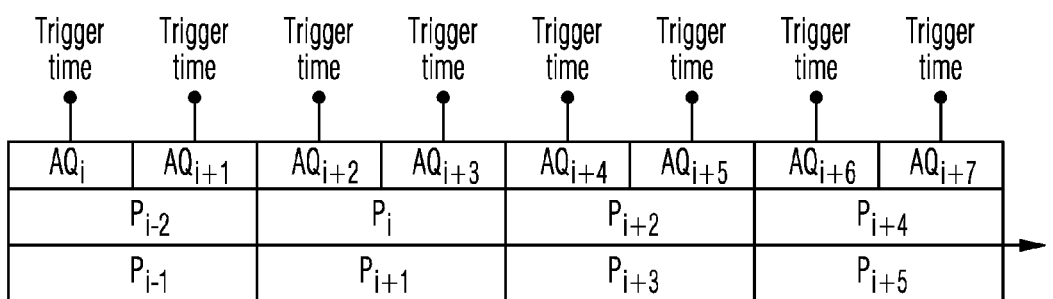 Trigger time Trigger time Trigger time Trigger time Trigger time Trigger time Trigger time Trigger time
AQi AQi+1 AQi+2 AQi+3 AQi+4 AQi+5 AQi+6 AQi+7
Pi-2 Pi Pi+2 Pi+4
Pi-1 Pi+1 Pi+3 Pi+5